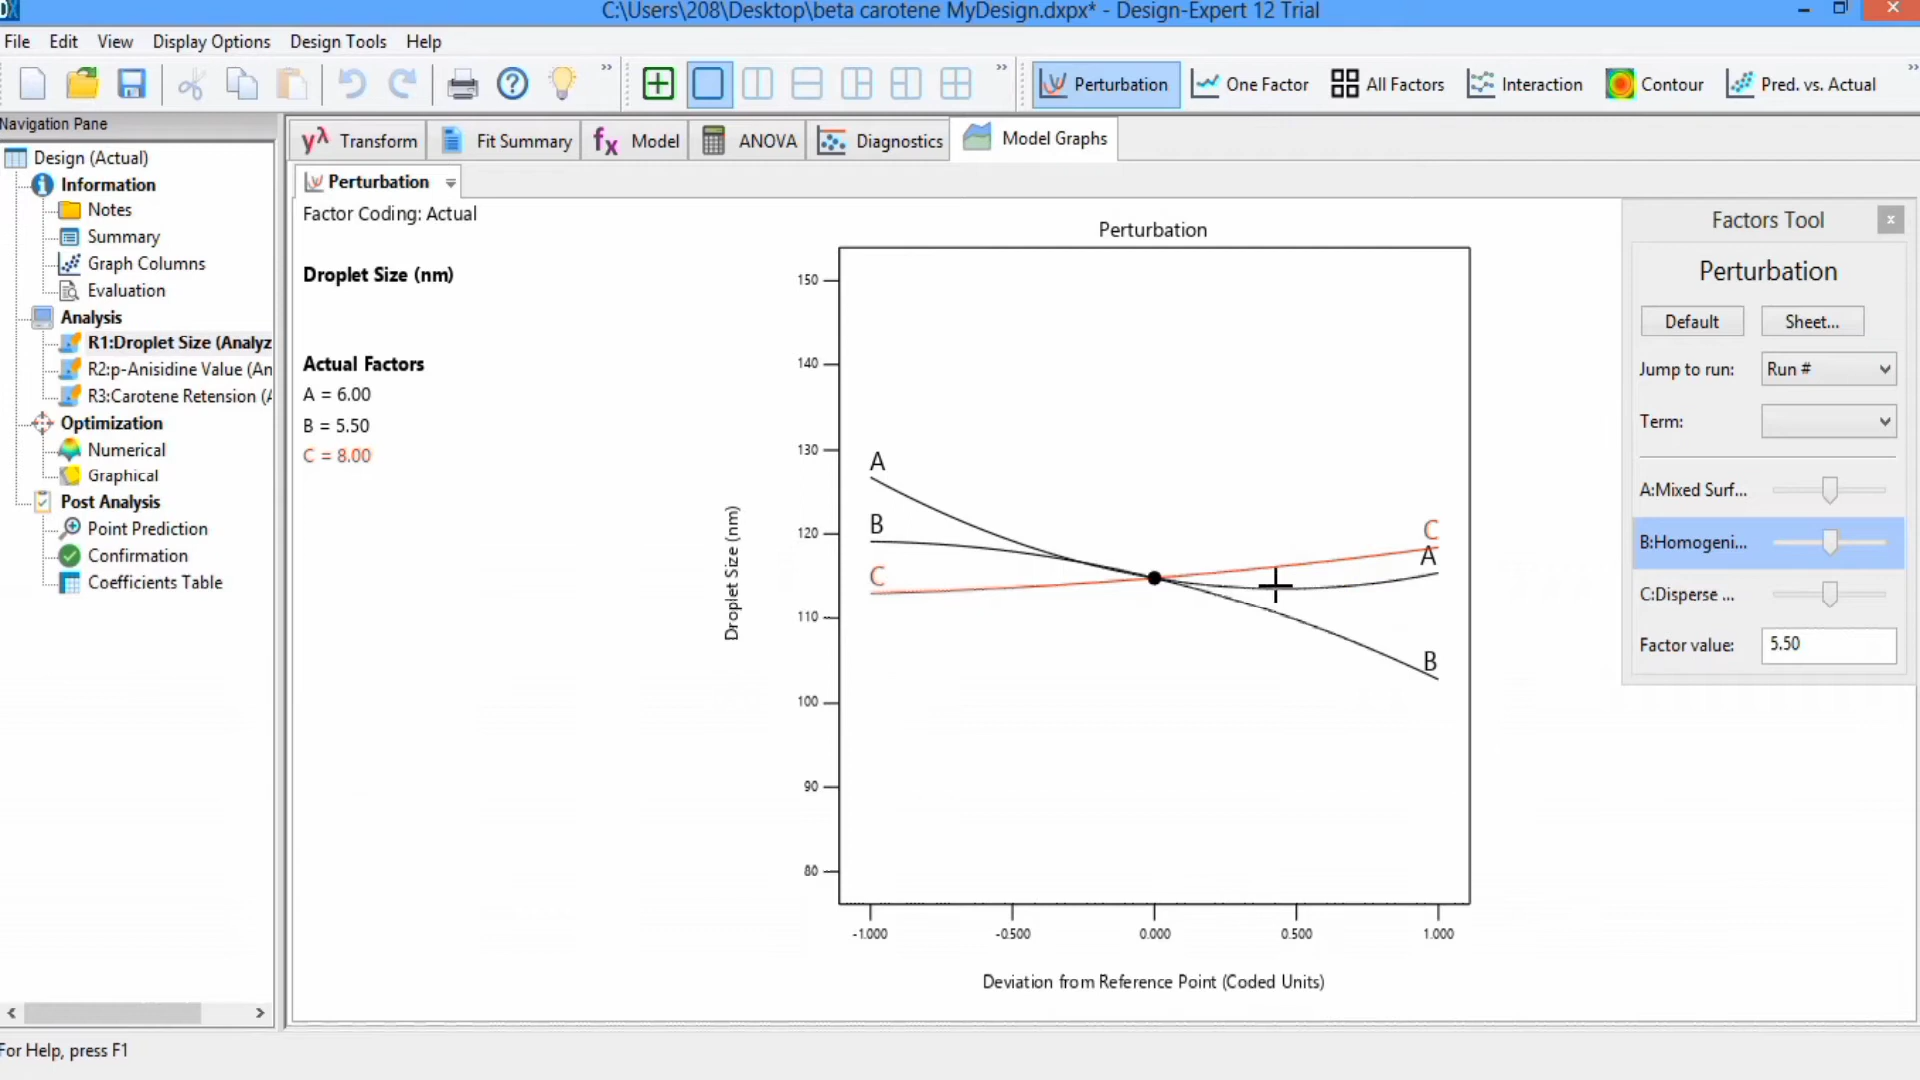 C:\Users\208\Desktop\beta carotene MyDesign.dxpx* - Design-Expert 12 Trial
File Edit View Display Options Design Tools Help
Perturbation One Factor All Factors Interaction Contour Pred. vs. Actual
Navigation Pane
Design (Actual)
Information
Notes
Summary
Graph Columns
Evaluation
Analysis
R1:Droplet Size (Analyz
R2:p-Anisidine Value (An
R3:Carotene Retension (A
Optimization
Numerical
Graphical
Post Analysis
Point Prediction
Confirmation
Coefficients Table
yλ Transform Fit Summary fx Model ANOVA Diagnostics Model Graphs
Perturbation
Factor Coding: Actual
Droplet Size (nm)
Actual Factors
A = 6.00
B = 5.50
C = 8.00
Perturbation
150
140
130
120
110
100
90
80
Droplet Size (nm)
A
B
C
C
A
B
-1.000 -0.500 0.000 0.500 1.000
Deviation from Reference Point (Coded Units)
Factors Tool x
Perturbation
Default Sheet...
Jump to run: Run #
Term:
A:Mixed Surf...
B:Homogeni...
C:Disperse ...
Factor value: 5.50
For Help, press F1